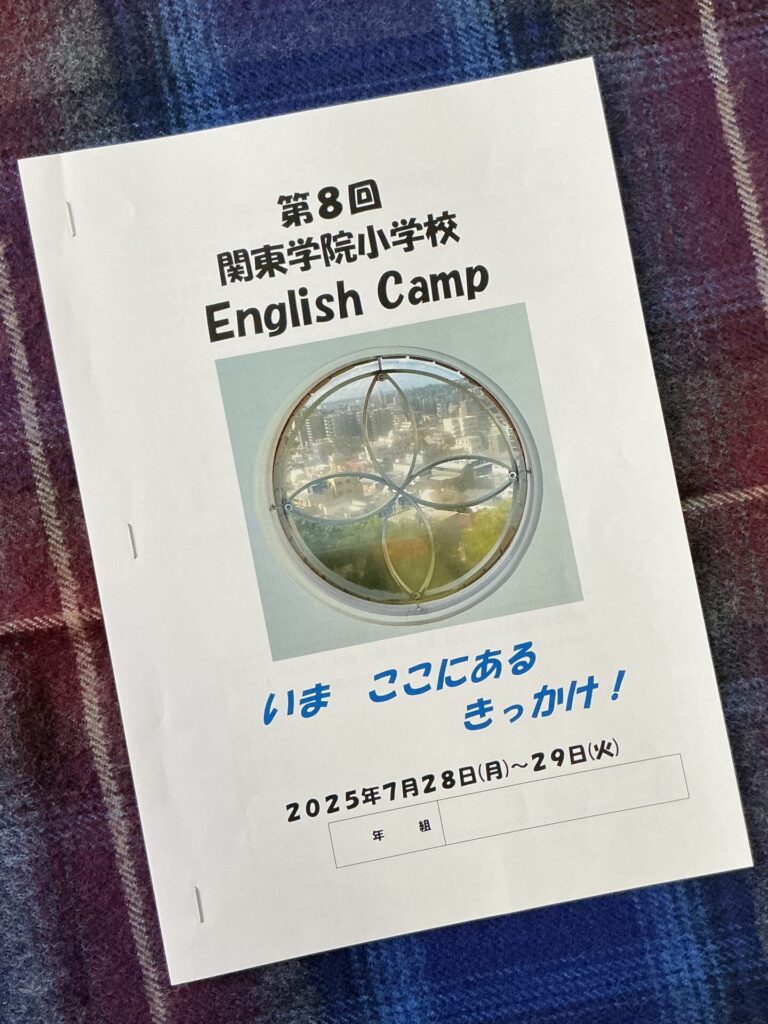 第8回
関東学院小学校
English Camp
いま　ここにある
きっかけ！
2025年7月28日(月)～29日(火)
年　組